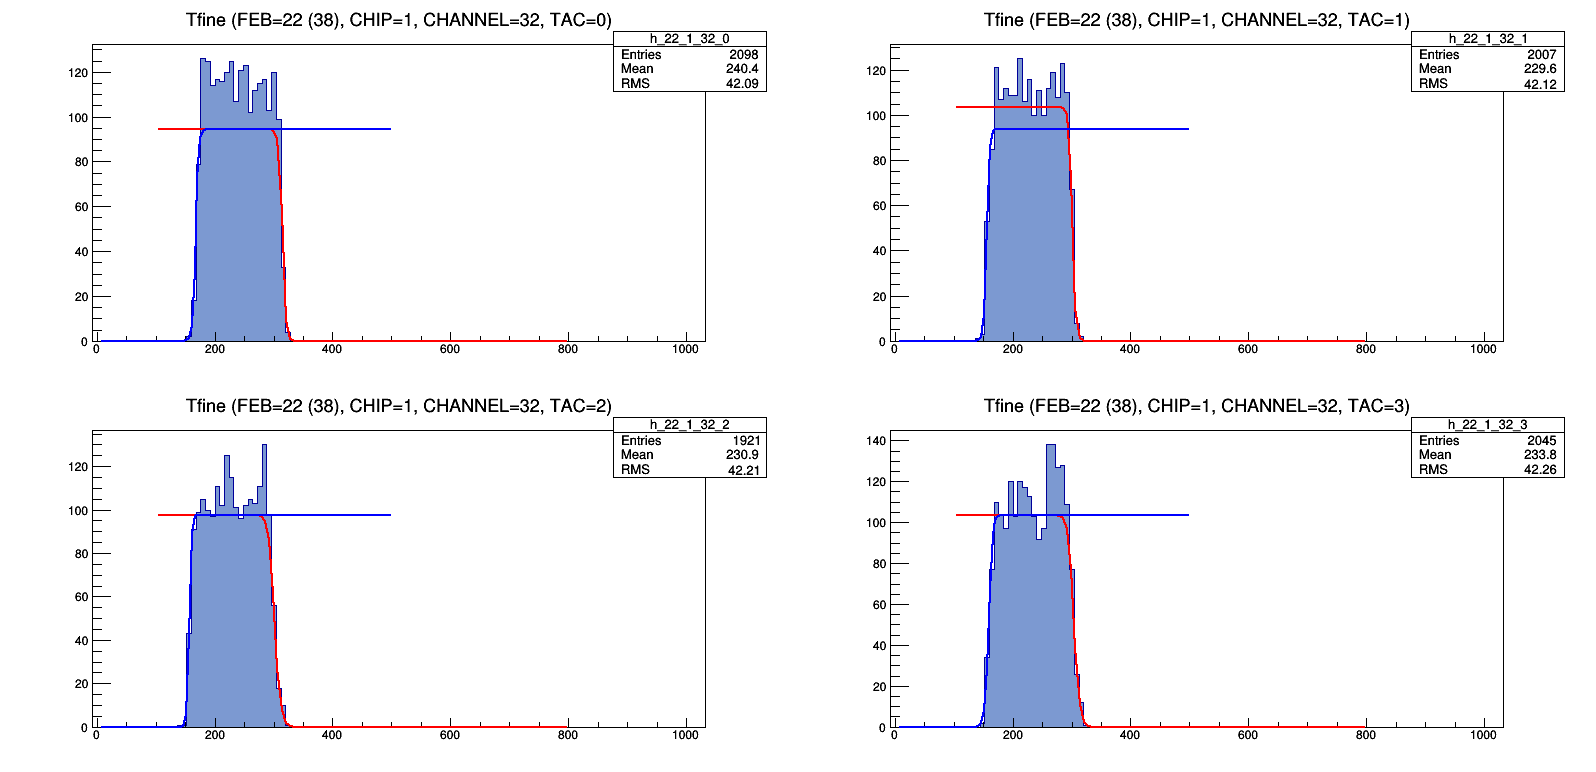 Tfine (FEB=22 (38), CHIP=1, CHANNEL=32, TAC=0)
h_22_1_32_0
Entries 2098
Mean 240.4
RMS 42.09
120
100
80
60
40
20
0
0 200 400 600 800 1000
Tfine (FEB=22 (38), CHIP=1, CHANNEL=32, TAC=1)
h_22_1_32_1
Entries 2007
Mean 229.6
RMS 42.12
120
100
80
60
40
20
0
0 200 400 600 800 1000
Tfine (FEB=22 (38), CHIP=1, CHANNEL=32, TAC=2)
h_22_1_32_2
Entries 1921
Mean 230.9
RMS 42.21
120
100
80
60
40
20
0
0 200 400 600 800 1000
Tfine (FEB=22 (38), CHIP=1, CHANNEL=32, TAC=3)
h_22_1_32_3
Entries 2045
Mean 233.8
RMS 42.26
140
120
100
80
60
40
20
0
0 200 400 600 800 1000